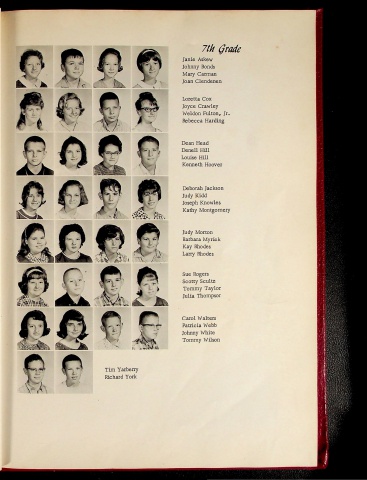 7th Grade
Janie Askew
Johnny Bonds
Mary Carman
Joan Clendenen
Loretta Cox
Joyce Crawley
Weldon Fulton, Jr.
Rebecca Harding
Dean Head
Denell Hill
Louise Hill
Kenneth Hoover
Deborah Jackson
Judy Kidd
Joseph Knowles
Kathy Montgomery
Judy Morton
Barbara Myrick
Kay Rhodes
Larry Rhodes
Sue Rogers
Scotty Scultz
Tommy Taylor
Julia Thompson
Carol Walters
Patricia Webb
Johnny White
Tommy Wilson
Tim Yarberry
Richard York